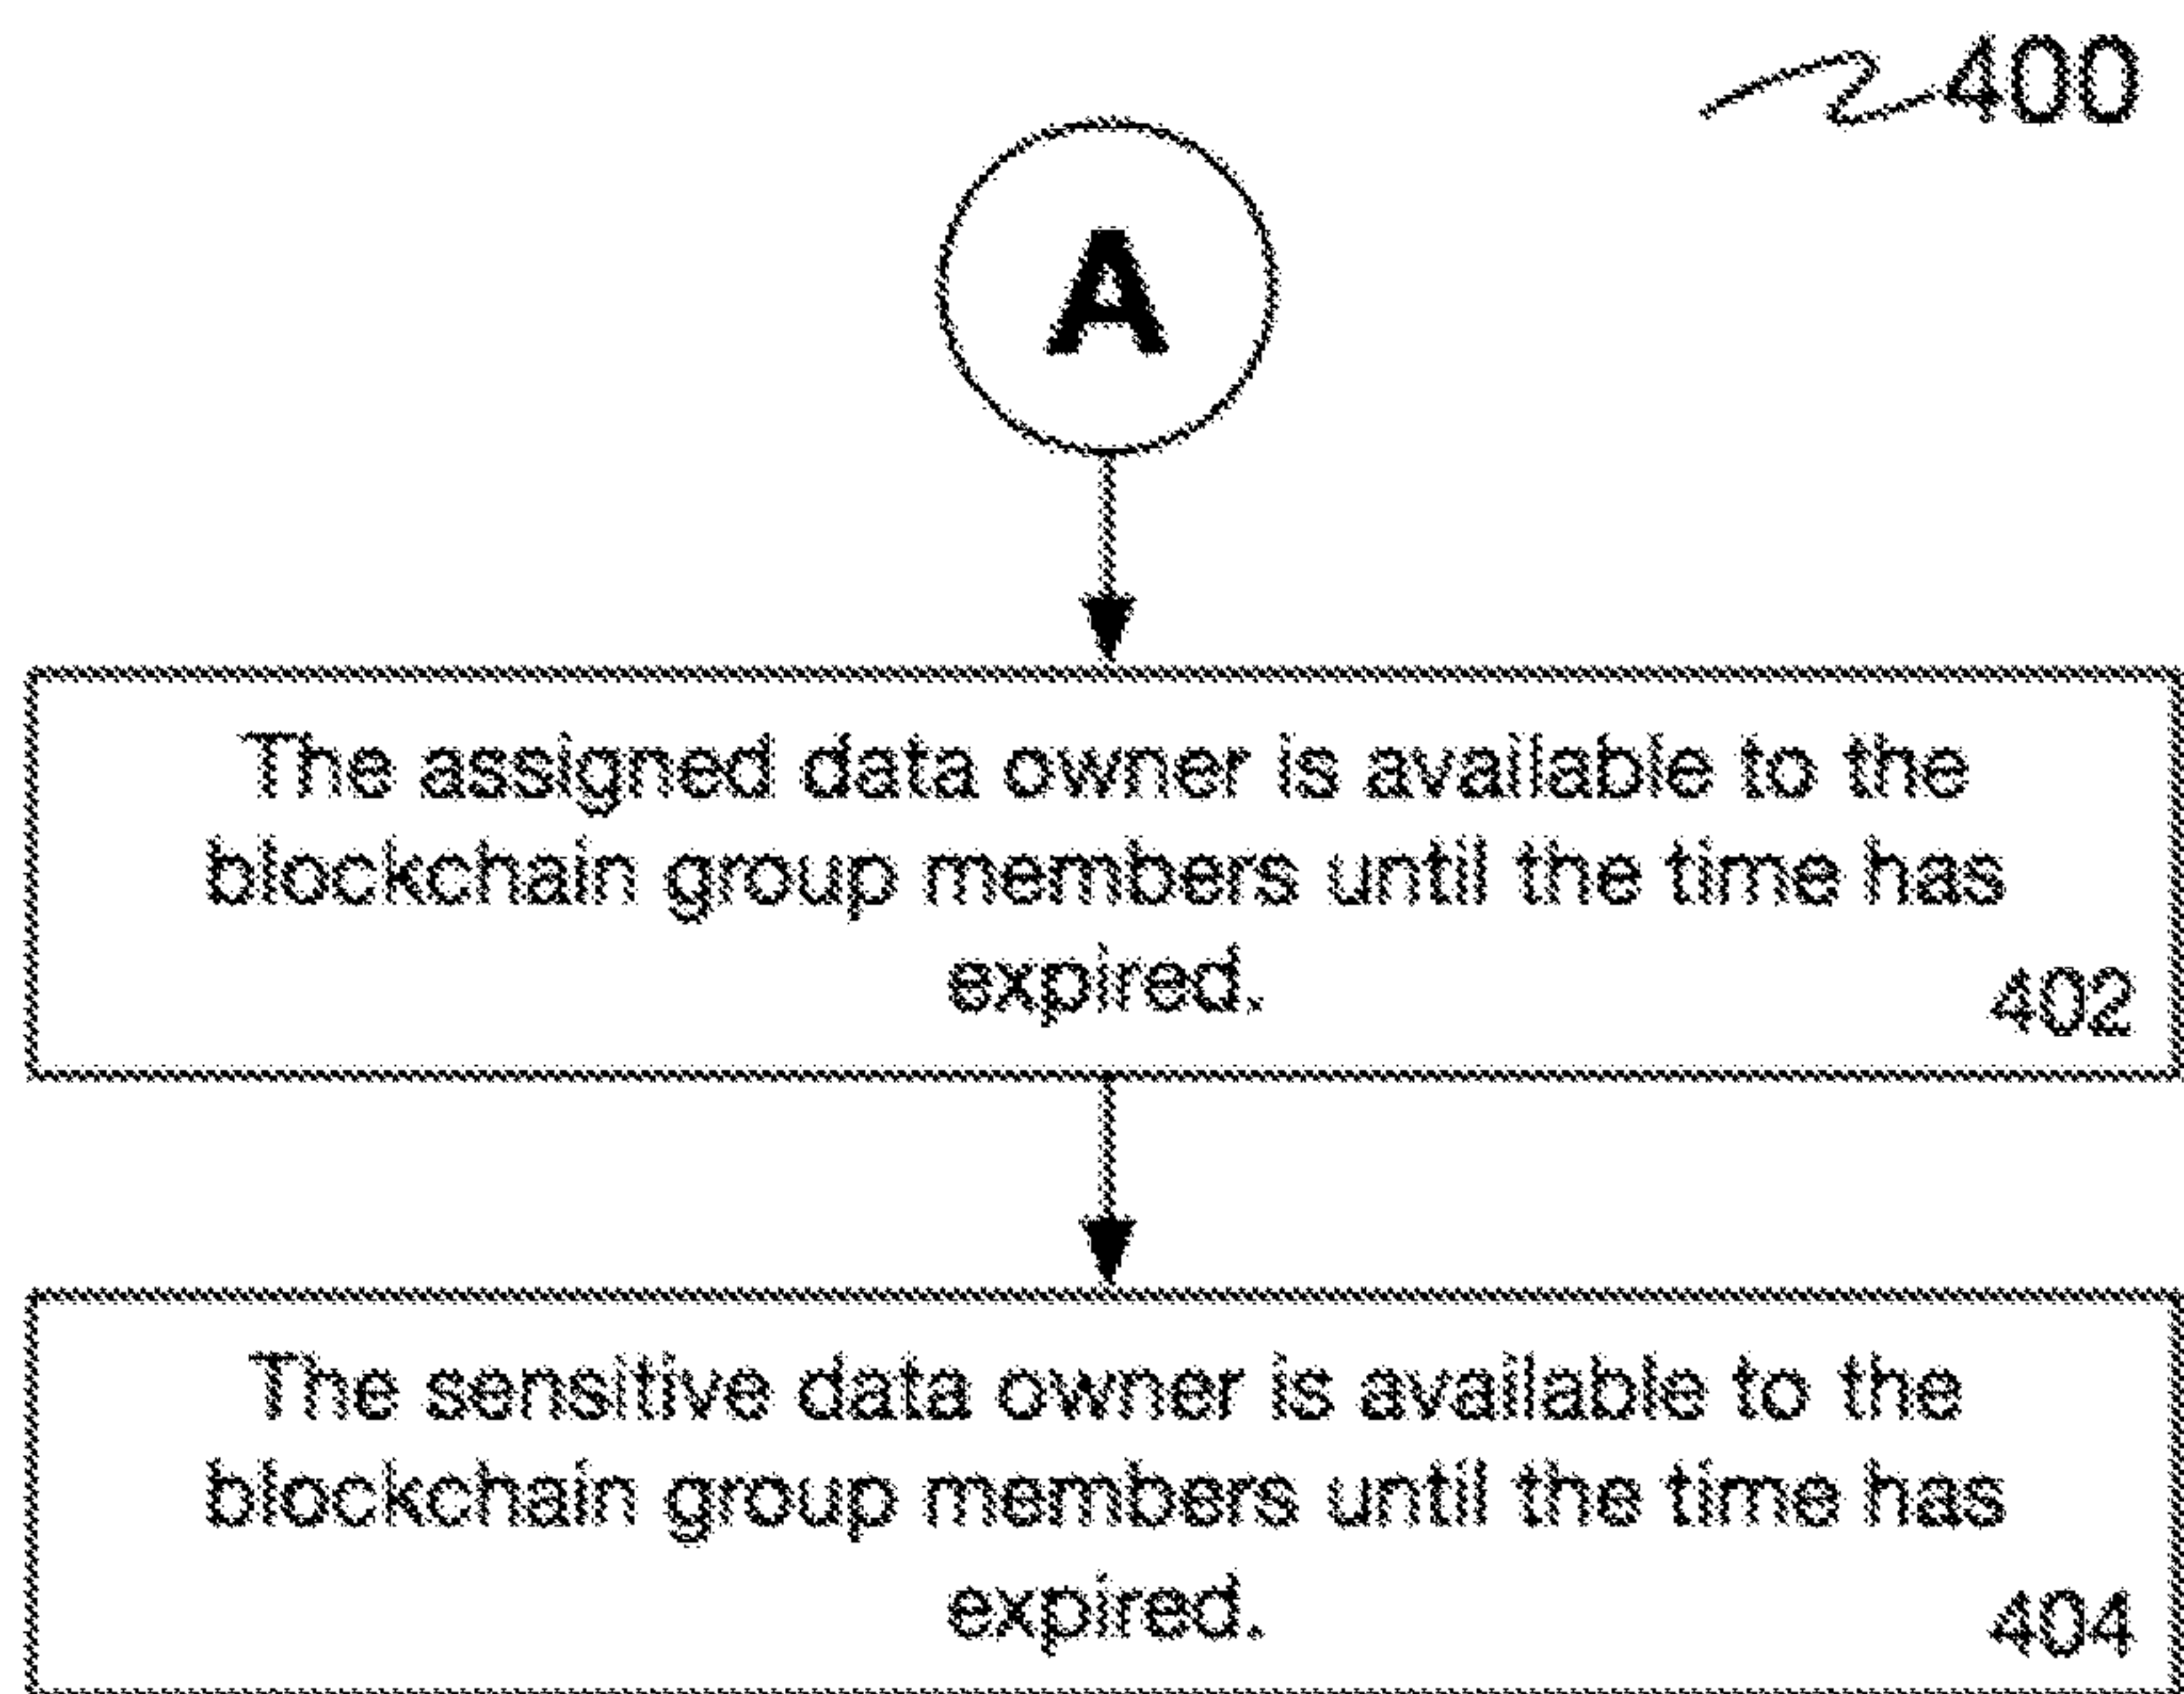 400
A
The assigned data owner is available to the
blockchain group members until the time has
expired.
402
The sensitive data owner is available to the
blockchain group members until the time has
expired.
404